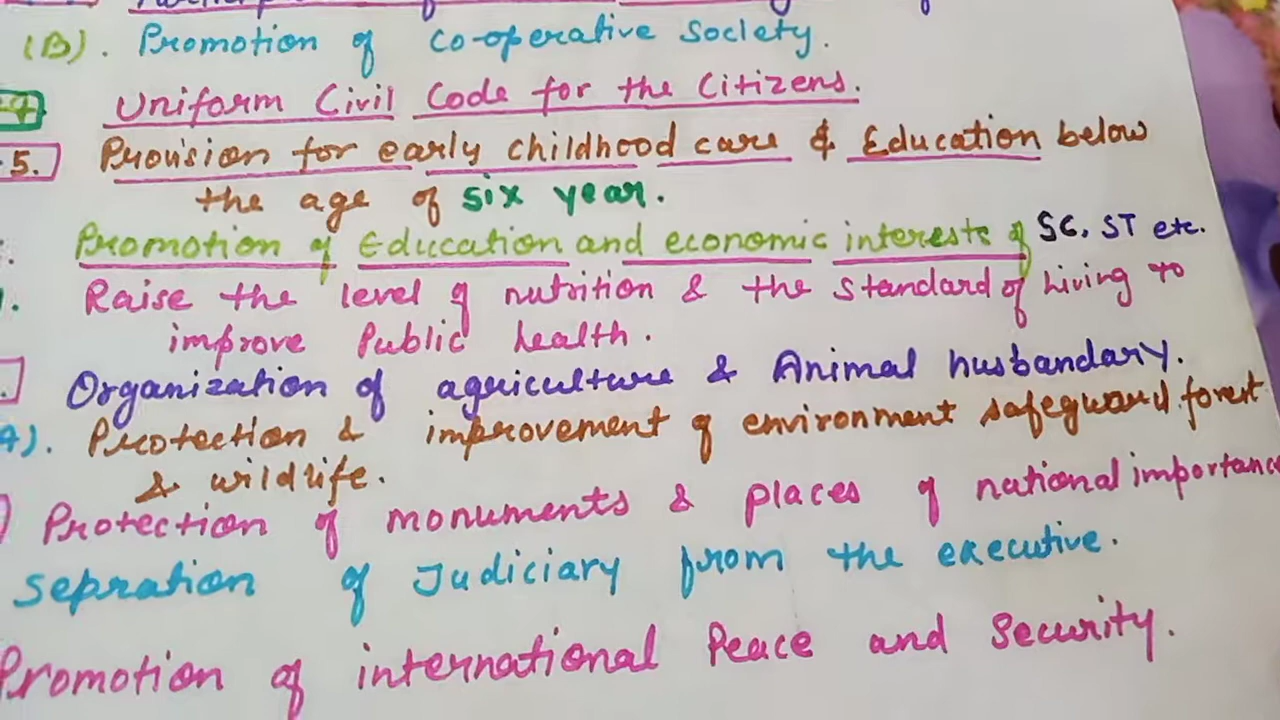 (B). Promotion of Co-operative Society.
Uniform Civil Code for the Citizens.
5. Provision for early childhood care & Education below
the age of six year.
Promotion of Education and economic interests of SC, ST etc.
Raise the level of nutrition & the standard of living to
improve Public health.
Organization of agriculture & Animal husbandary.
A). Protection & improvement of environment safeguard forest
& wildlife.
Protection of monuments & places of national importance
sepration of Judiciary from the executive.
Promotion of international Peace and Security.